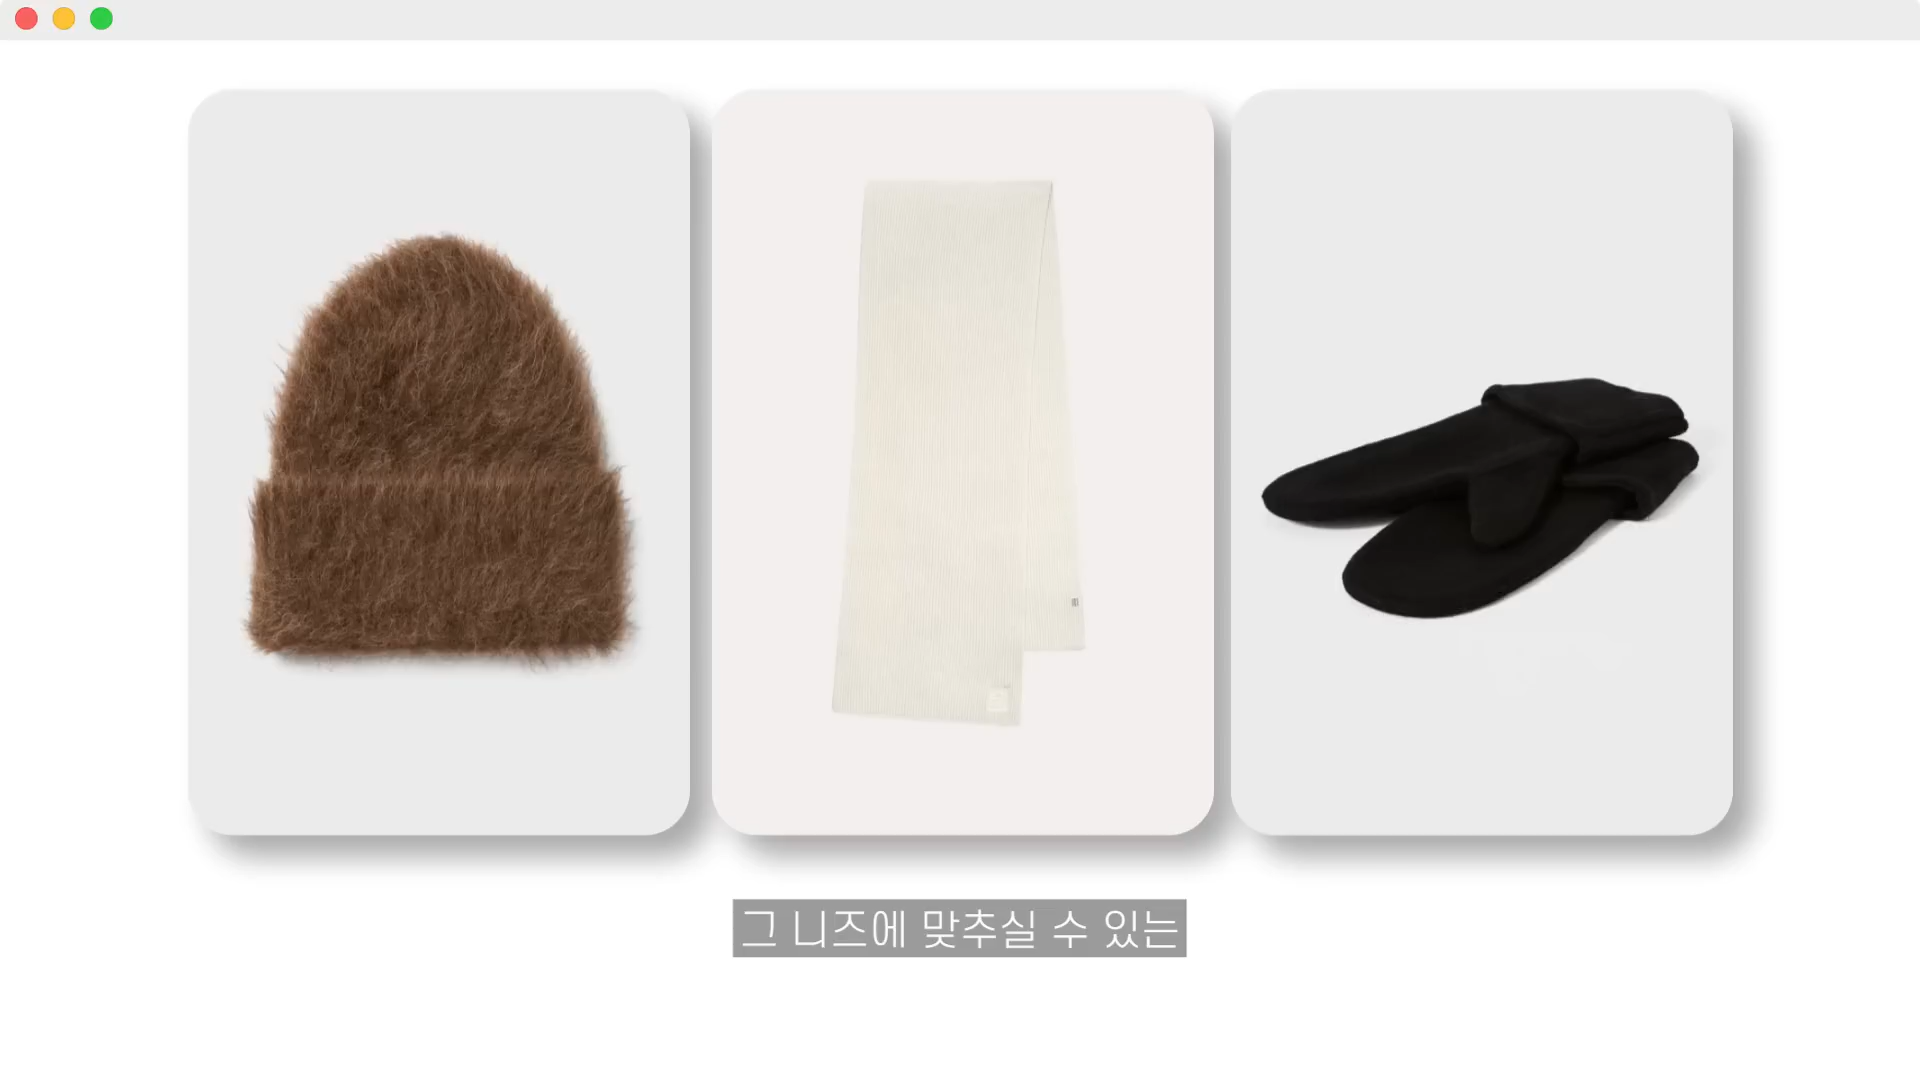 그 니즈에 맞추실 수 있는